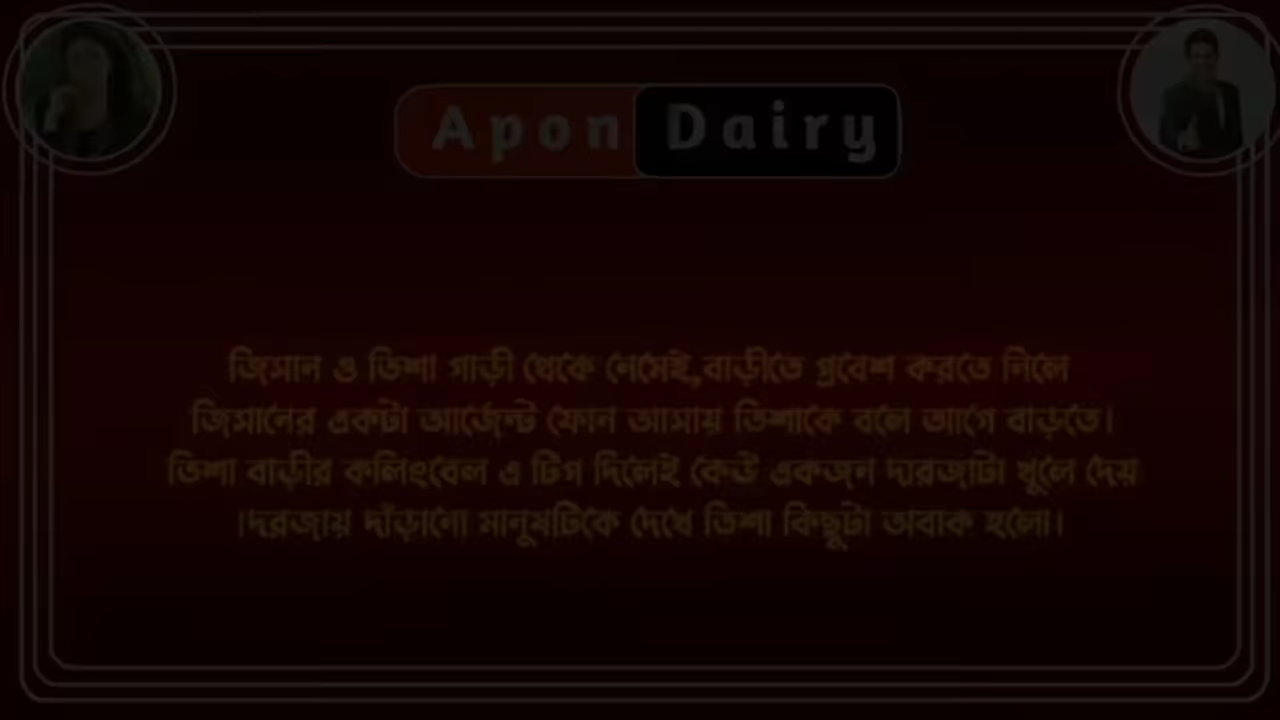 Apon Dairy
জিসান ও তিশা গাড়ী থেকে নেমেই,বাড়ীতে প্রবেশ করতে নিলে
জিসানের একটা আর্জেন্ট ফোন আসায় তিশাকে বলে আগে বাড়তে।
তিশা বাড়ীর কলিংবেল এ টিপ দিলেই কেউ একজন দরজাটা খুলে দেয়
।দরজায় দাঁড়ানো মানুষটিকে দেখে তিশা কিছুটা অবাক হলো।